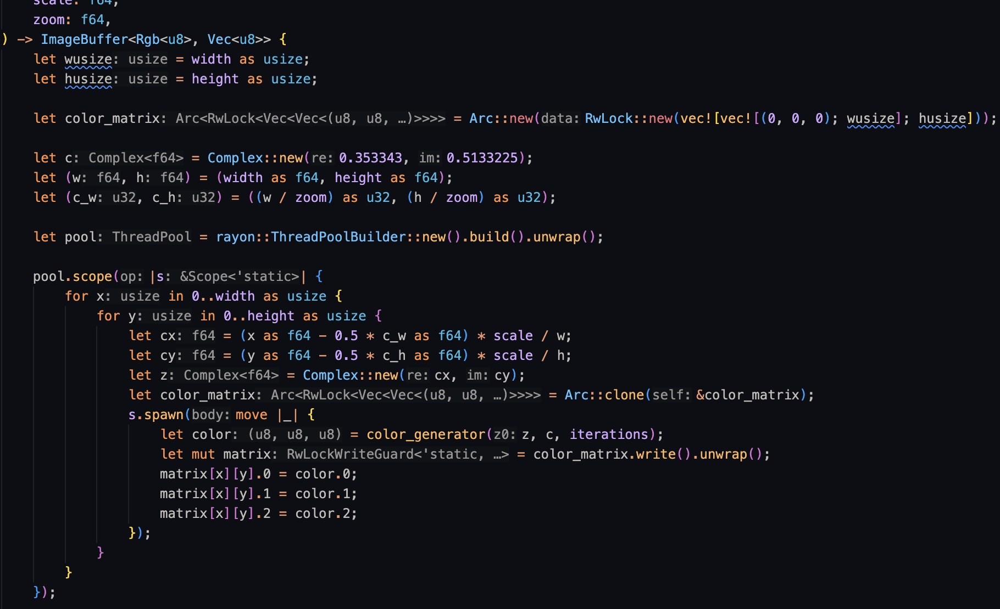 scale: f64,
zoom: f64,
) -> ImageBuffer<Rgb<u8>, Vec<u8>> {
let wusize: usize = width as usize;
let husize: usize = height as usize;
let color_matrix: Arc<RwLock<Vec<Vec<(u8, u8, …)>>>> = Arc::new(data: RwLock::new(vec![vec![(0, 0, 0); wusize]; husize]));
let c: Complex<f64> = Complex::new(re: 0.353343, im: 0.5133225);
let (w: f64, h: f64) = (width as f64, height as f64);
let (c_w: u32, c_h: u32) = ((w / zoom) as u32, (h / zoom) as u32);
let pool: ThreadPool = rayon::ThreadPoolBuilder::new().build().unwrap();
pool.scope(op: |s: &Scope<'static>| {
for x: usize in 0..width as usize {
for y: usize in 0..height as usize {
let cx: f64 = (x as f64 - 0.5 * c_w as f64) * scale / w;
let cy: f64 = (y as f64 - 0.5 * c_h as f64) * scale / h;
let z: Complex<f64> = Complex::new(re: cx, im: cy);
let color_matrix: Arc<RwLock<Vec<Vec<(u8, u8, …)>>>> = Arc::clone(self: &color_matrix);
s.spawn(body: move |_| {
let color: (u8, u8, u8) = color_generator(z0: z, c, iterations);
let mut matrix: RwLockWriteGuard<'static, …> = color_matrix.write().unwrap();
matrix[x][y].0 = color.0;
matrix[x][y].1 = color.1;
matrix[x][y].2 = color.2;
});
}
}
});